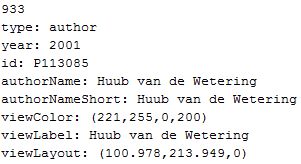 933
type: author
year: 2001
id: P113085
authorName: Huub van de Wetering
authorNameShort: Huub van de Wetering
viewColor: (221,255,0,200)
viewLabel: Huub van de Wetering
viewLayout: (100.978,213.949,0)